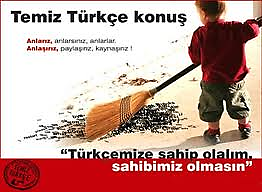 Temiz Türkçe konuş
Anlarız, anlarsınız, anlarlar.
Anlaşırız, paylaşırız, kaynaşırız !
“Türkçemize sahip olalım,
sahibimiz olmasın”